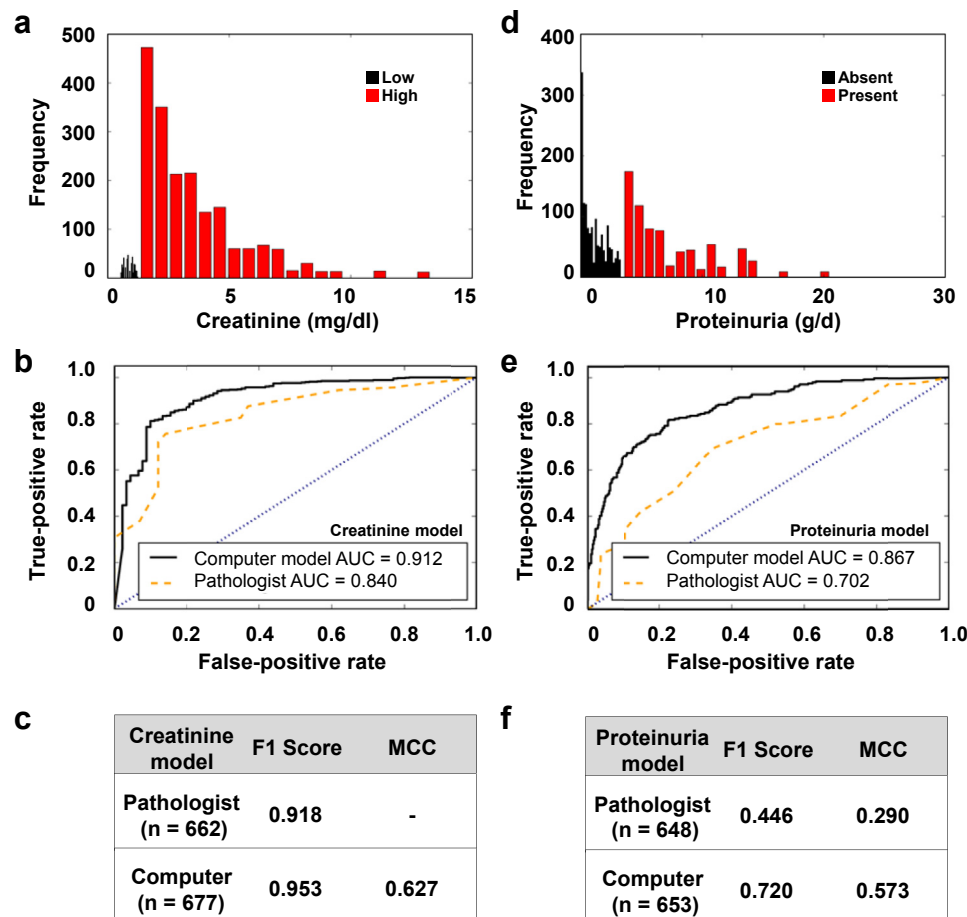 a
500
400
300
200
100
0
Frequency
Low
High
0 5 10 15
Creatinine (mg/dl)
d
400
300
200
100
0
Frequency
Absent
Present
0 10 20 30
Proteinuria (g/d)
b
1.0
0.8
0.6
0.4
0.2
0
True-positive rate
Creatinine model
Computer model AUC = 0.912
Pathologist AUC = 0.840
0 0.2 0.4 0.6 0.8 1.0
False-positive rate
e
1.0
0.8
0.6
0.4
0.2
0
True-positive rate
Proteinuria model
Computer model AUC = 0.867
Pathologist AUC = 0.702
0 0.2 0.4 0.6 0.8 1.0
False-positive rate
c
Creatinine model F1 Score MCC
Pathologist (n = 662) 0.918 -
Computer (n = 677) 0.953 0.627
f
Proteinuria model F1 Score MCC
Pathologist (n = 648) 0.446 0.290
Computer (n = 653) 0.720 0.573